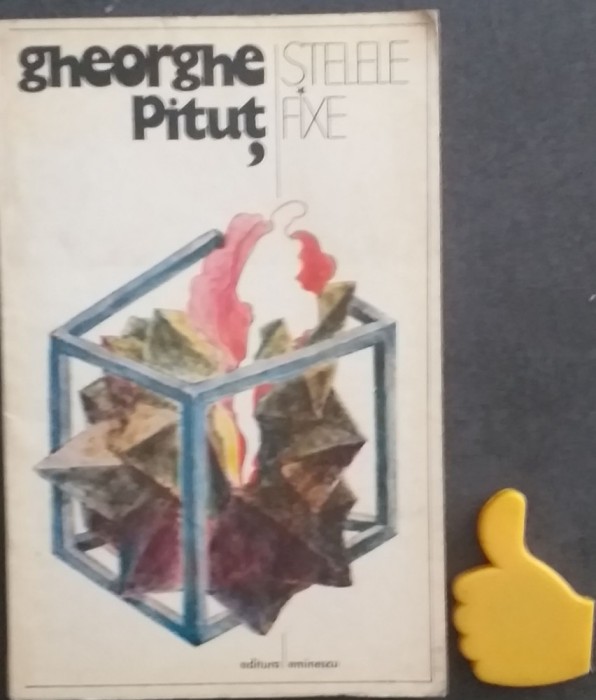 gheorghe
Pituț
STELELE
FIXE
editura eminescu